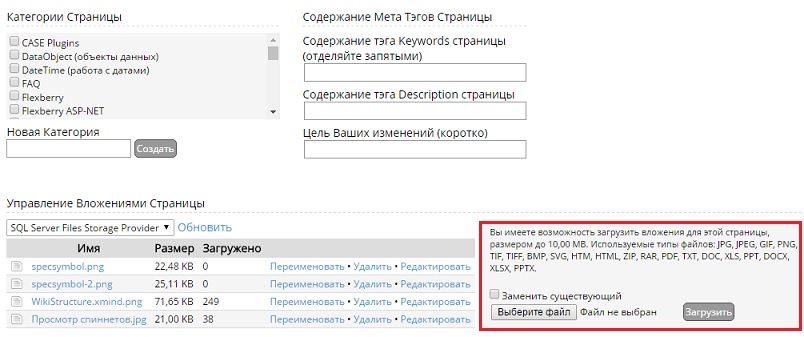 Категории Страницы
CASE Plugins
DataObject (объекты данных)
DateTime (работа с датами)
FAQ
Flexberry
Flexberry ASP-NET
Новая Категория
Создать
Содержание Мета Тэгов Страницы
Содержание тэга Keywords страницы
(отделяйте запятыми)
Содержание тэга Description страницы
Цель Ваших изменений (коротко)
Управление Вложениями Страницы
SQL Server Files Storage Provider Обновить
Имя Размер Загружено
specsymbol.png 22,48 KB 0 Переименовать • Удалить • Редактировать
specsymbol-2.png 25,11 KB 0 Переименовать • Удалить • Редактировать
WikiStructure.xmind.png 71,65 KB 249 Переименовать • Удалить • Редактировать
Просмотр спиннетов.jpg 21,00 KB 38 Переименовать • Удалить • Редактировать
Вы имеете возможность загрузить вложения для этой страницы,
размером до 10,00 MB. Используемые типы файлов: JPG, JPEG, GIF, PNG,
TIF, TIFF, BMP, SVG, HTM, HTML, ZIP, RAR, PDF, TXT, DOC, XLS, PPT, DOCX,
XLSX, PPTX.
Заменить существующий
Выберите файл Файл не выбран Загрузить